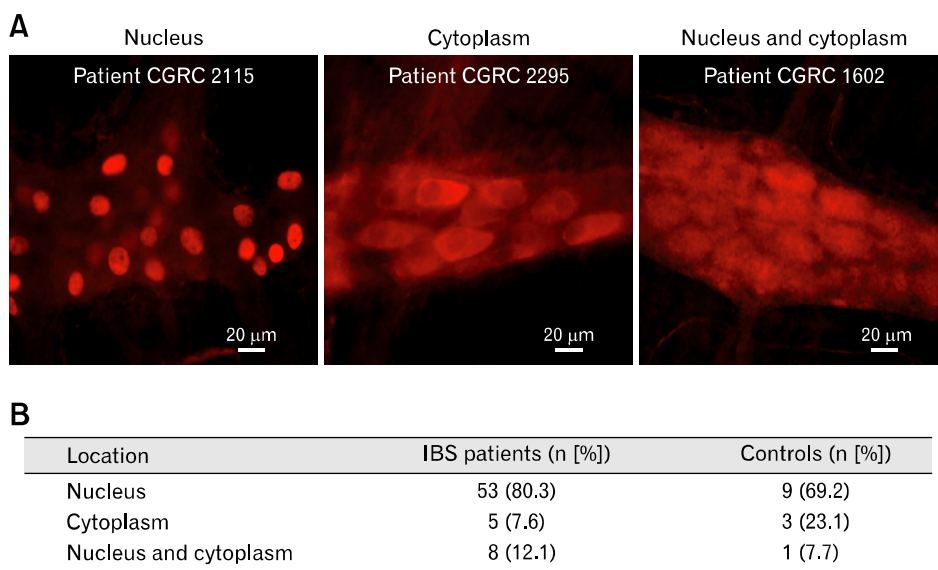 A
Nucleus Cytoplasm Nucleus and cytoplasm
Patient CGRC 2115 Patient CGRC 2295 Patient CGRC 1602
20 μm 20 μm 20 μm
B
Location IBS patients (n [%]) Controls (n [%])
Nucleus 53 (80.3) 9 (69.2)
Cytoplasm 5 (7.6) 3 (23.1)
Nucleus and cytoplasm 8 (12.1) 1 (7.7)